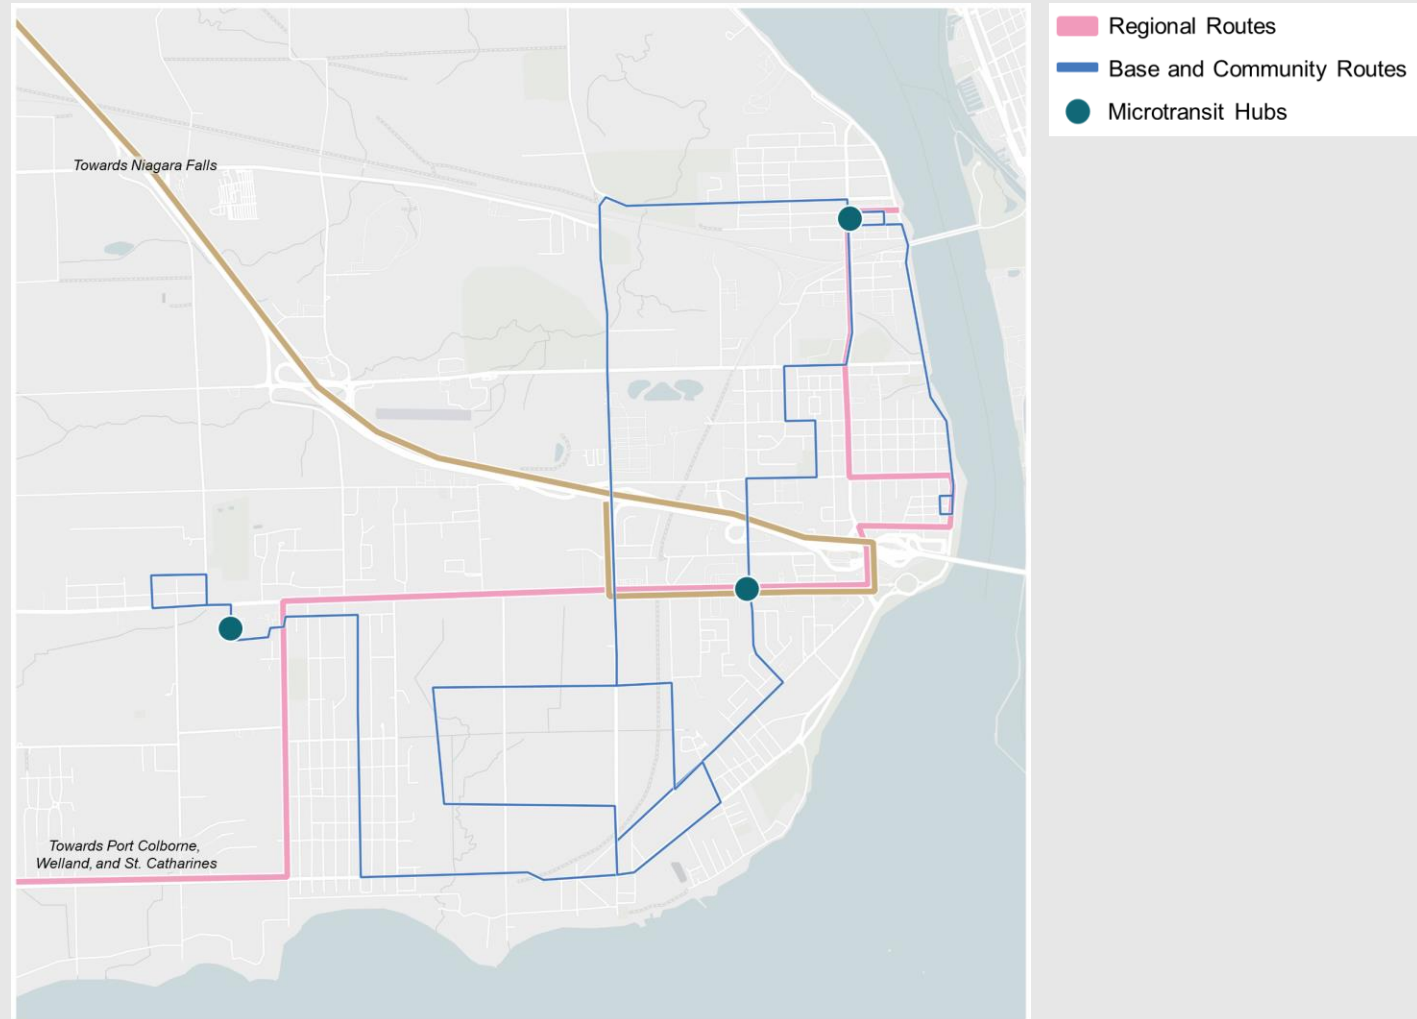 Regional Routes
Base and Community Routes
Microtransit Hubs
Towards Niagara Falls
Towards Port Colborne,
Welland, and St. Catharines